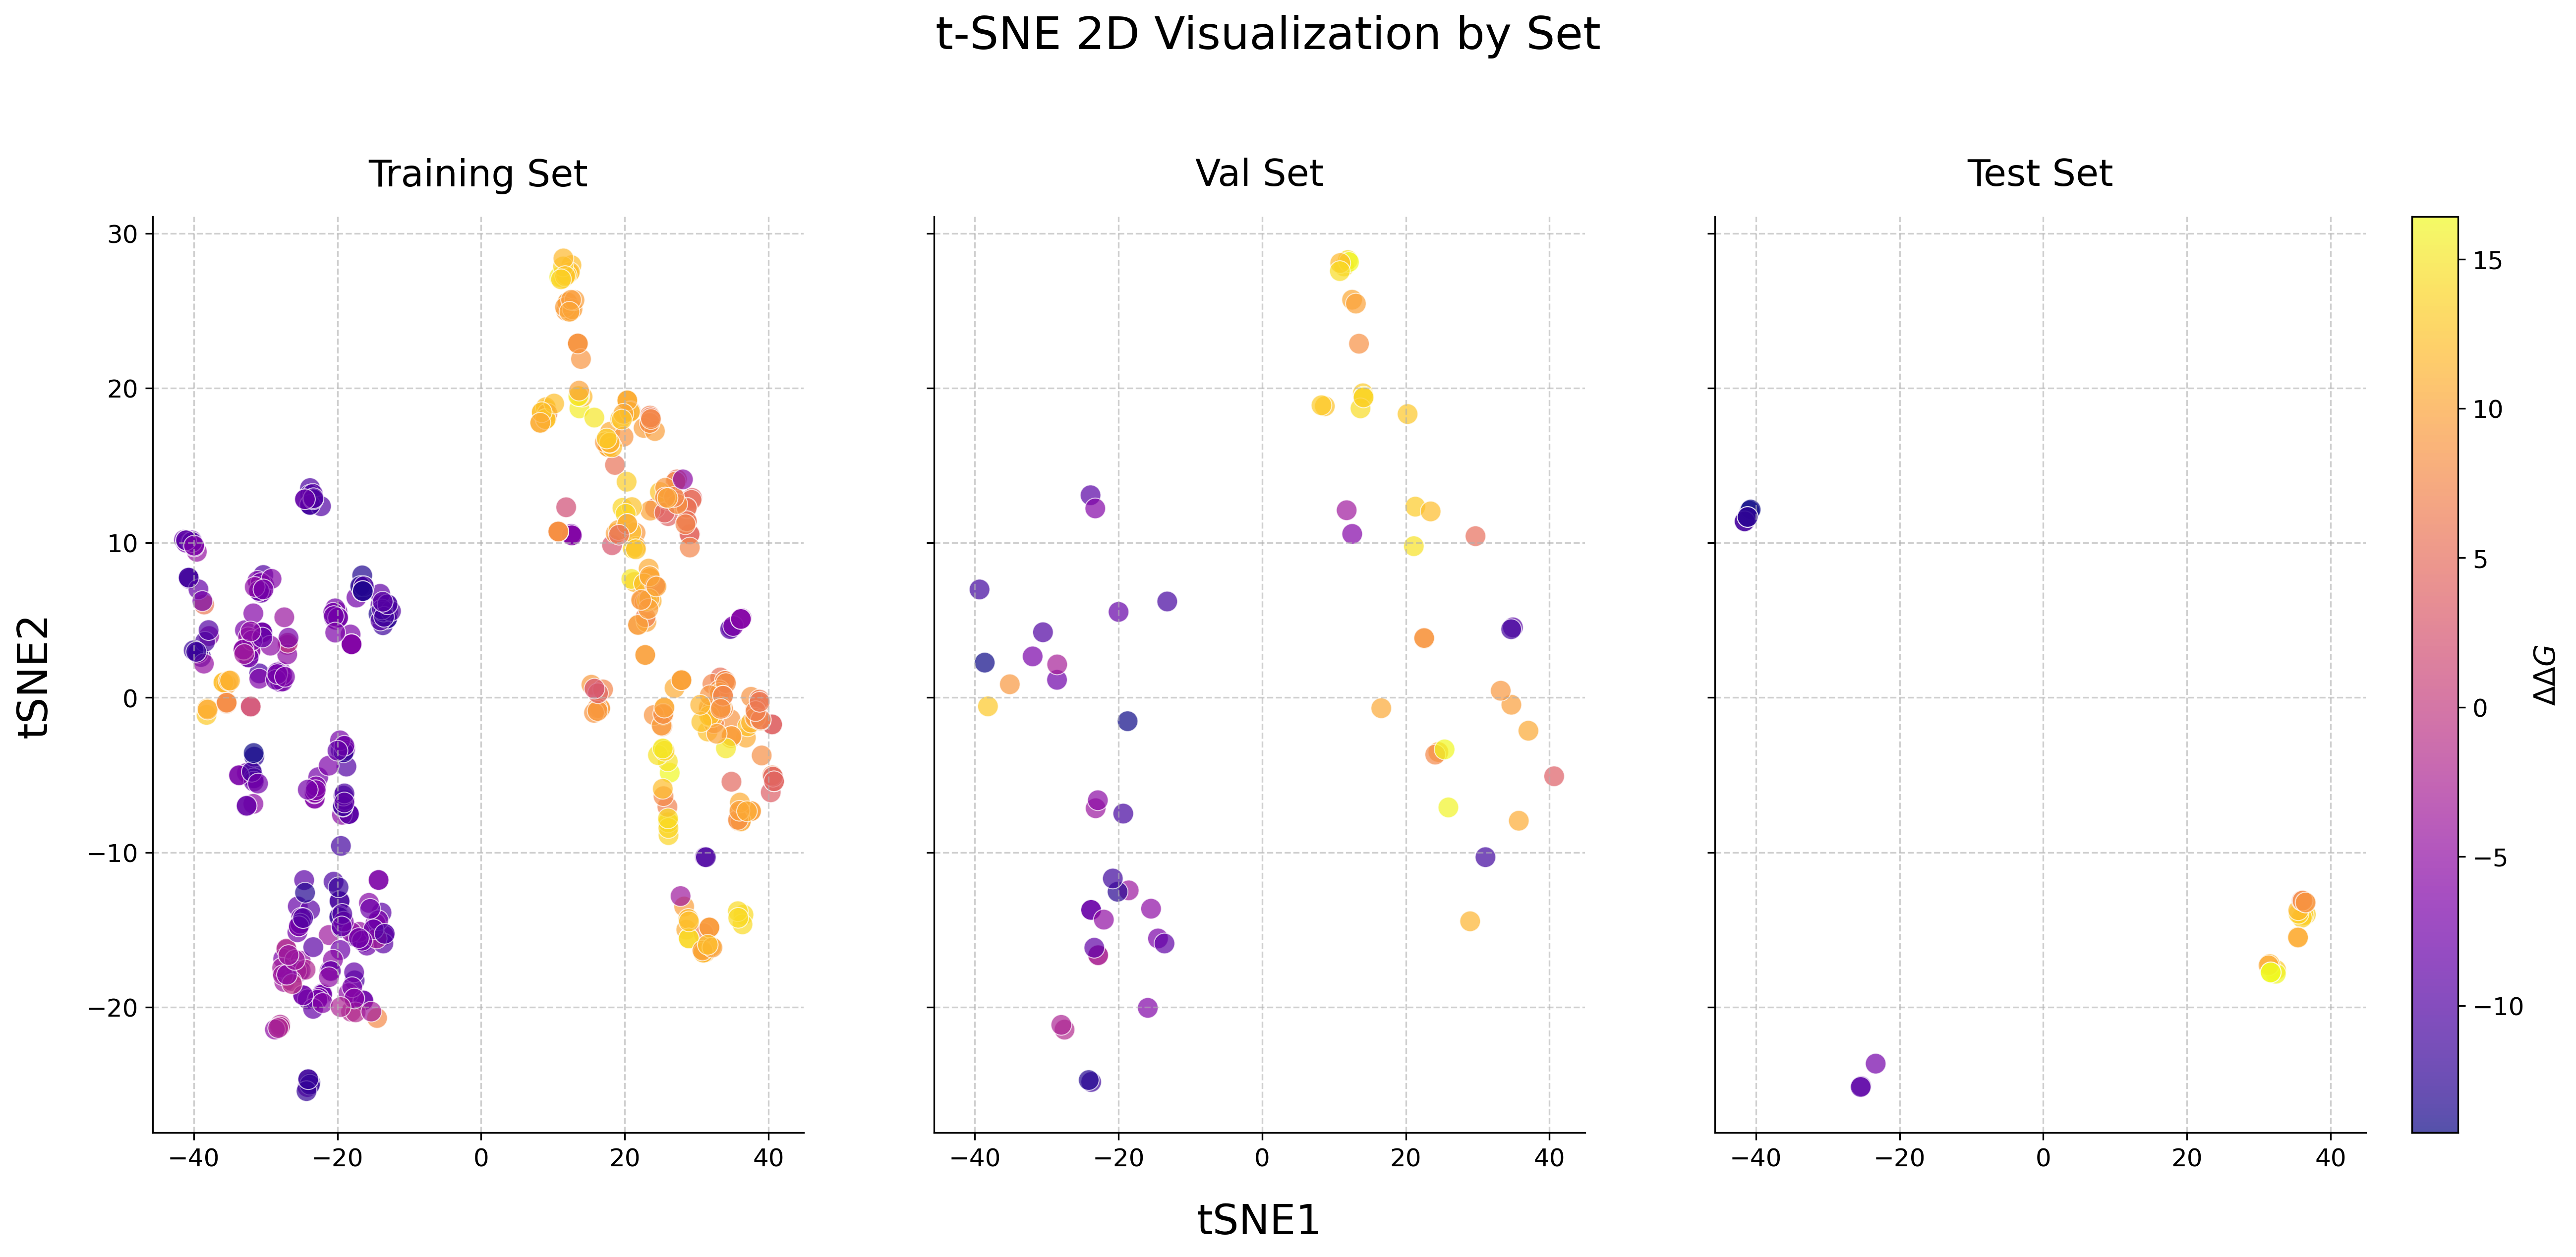 t-SNE 2D Visualization by Set
Training Set
Val Set
Test Set
30
20
10
0
−10
−20
tSNE2
−40 −20 0 20 40
−40 −20 0 20 40
−40 −20 0 20 40
tSNE1
15
10
5
0
−5
−10
ΔΔG